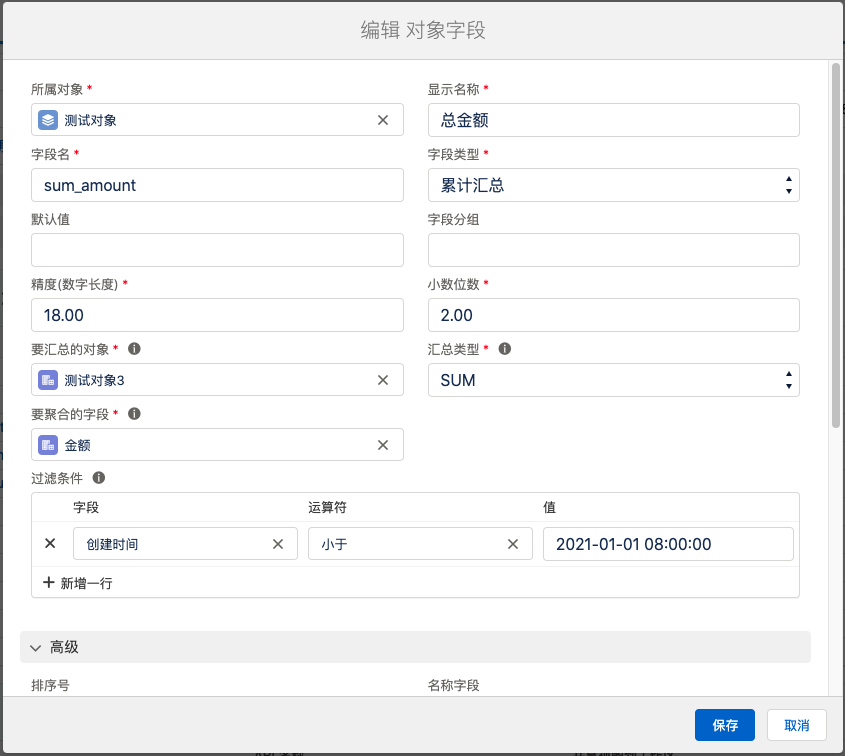 编辑 对象字段
所属对象 * 显示名称 *
测试对象 总金额
字段名 * 字段类型 *
sum_amount 累计汇总
默认值 字段分组
精度(数字长度) * 小数位数 *
18.00 2.00
要汇总的对象 * 汇总类型 *
测试对象3 SUM
要聚合的字段 *
金额
过滤条件
字段 运算符 值
创建时间 小于 2021-01-01 08:00:00
新增一行
高级
排序号 名称字段
保存 取消